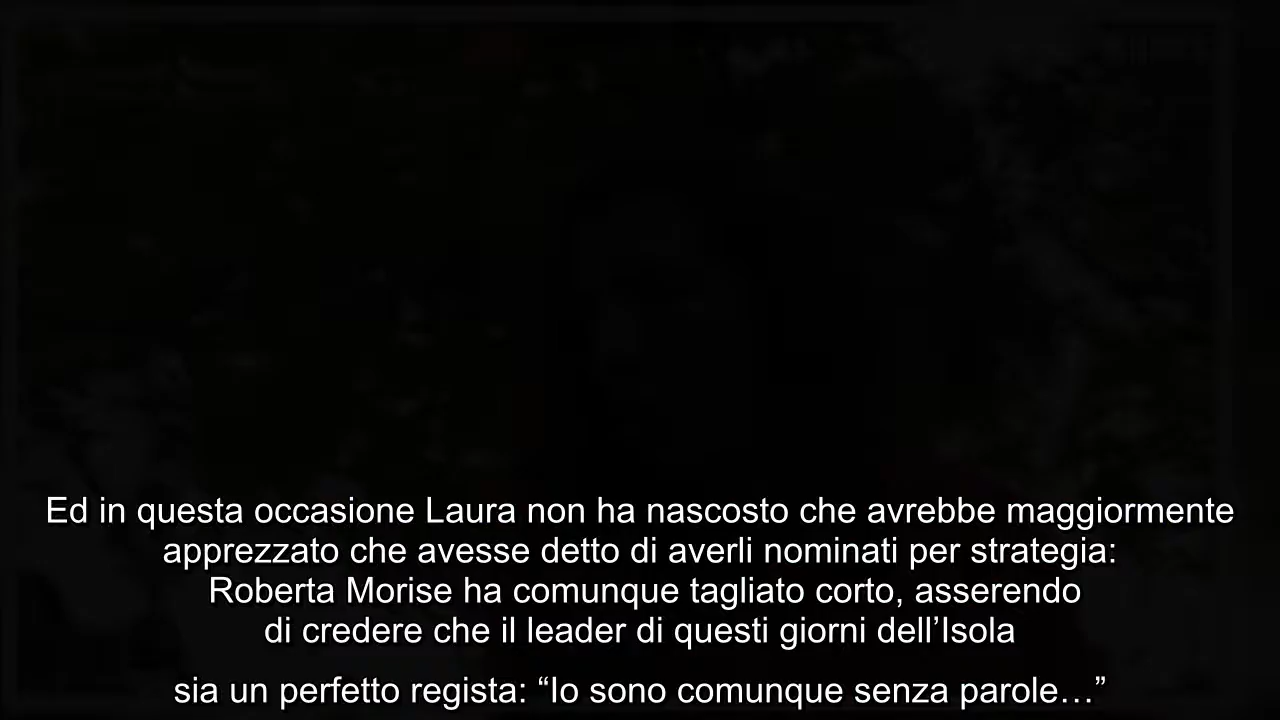 Ed in questa occasione Laura non ha nascosto che avrebbe maggiormente
apprezzato che avesse detto di averli nominati per strategia:
Roberta Morise ha comunque tagliato corto, asserendo
di credere che il leader di questi giorni dell’Isola
sia un perfetto regista: “Io sono comunque senza parole…”